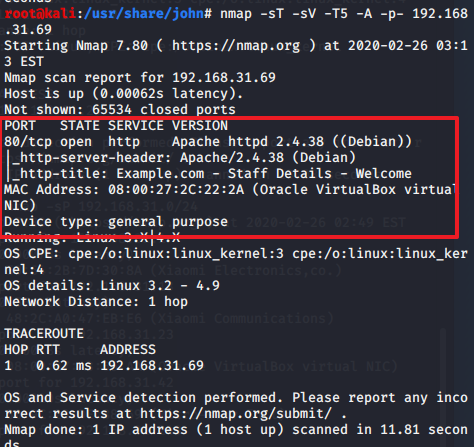 root@kali:/usr/share/john# nmap -sT -sV -T5 -A -p- 192.168
.31.69
Starting Nmap 7.80 ( https://nmap.org ) at 2020-02-26 03:1
3 EST
Nmap scan report for 192.168.31.69
Host is up (0.00062s latency).
Not shown: 65534 closed ports
PORT   STATE SERVICE VERSION
80/tcp open  http    Apache httpd 2.4.38 ((Debian))
|_http-server-header: Apache/2.4.38 (Debian)
|_http-title: Example.com - Staff Details - Welcome
MAC Address: 08:00:27:2C:22:2A (Oracle VirtualBox virtual
NIC)
Device type: general purpose
Running: Linux 3.X|4.X
OS CPE: cpe:/o:linux:linux_kernel:3 cpe:/o:linux:linux_ker
nel:4
OS details: Linux 3.2 - 4.9
Network Distance: 1 hop
TRACEROUTE
HOP RTT     ADDRESS
1   0.62 ms 192.168.31.69
OS and Service detection performed. Please report any inco
rrect results at https://nmap.org/submit/ .
Nmap done: 1 IP address (1 host up) scanned in 11.81 secon
ds